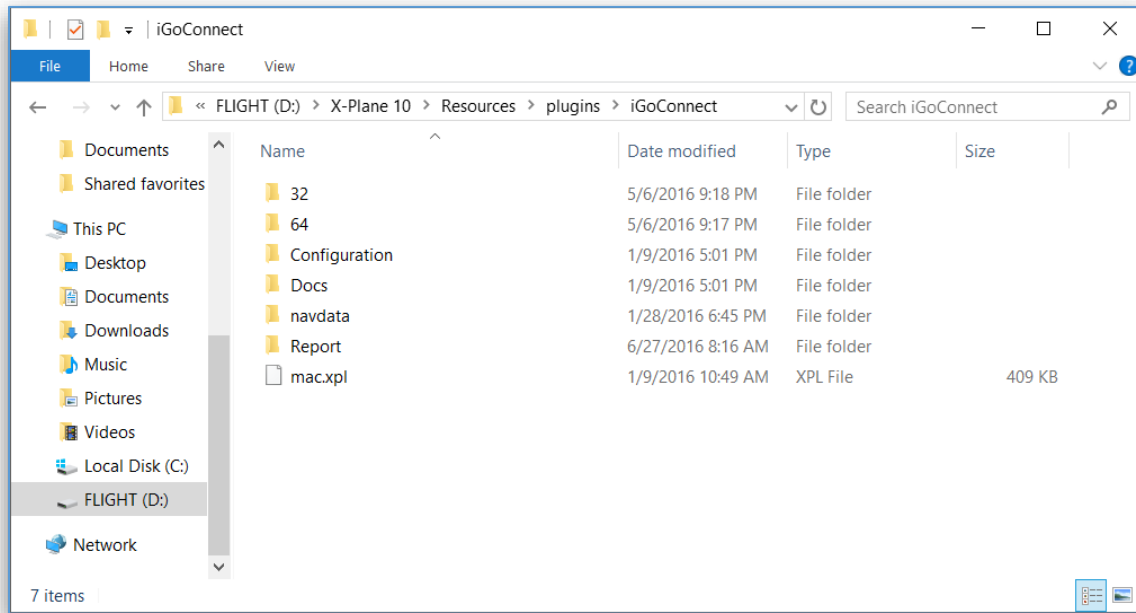 iGoConnect
File Home Share View
?
« FLIGHT (D:) > X-Plane 10 > Resources > plugins > iGoConnect
Search iGoConnect
Documents
Shared favorites
This PC
Desktop
Documents
Downloads
Music
Pictures
Videos
Local Disk (C:)
FLIGHT (D:)
Network
Name Date modified Type Size
32 5/6/2016 9:18 PM File folder
64 5/6/2016 9:17 PM File folder
Configuration 1/9/2016 5:01 PM File folder
Docs 1/9/2016 5:01 PM File folder
navdata 1/28/2016 6:45 PM File folder
Report 6/27/2016 8:16 AM File folder
mac.xpl 1/9/2016 10:49 AM XPL File 409 KB
7 items